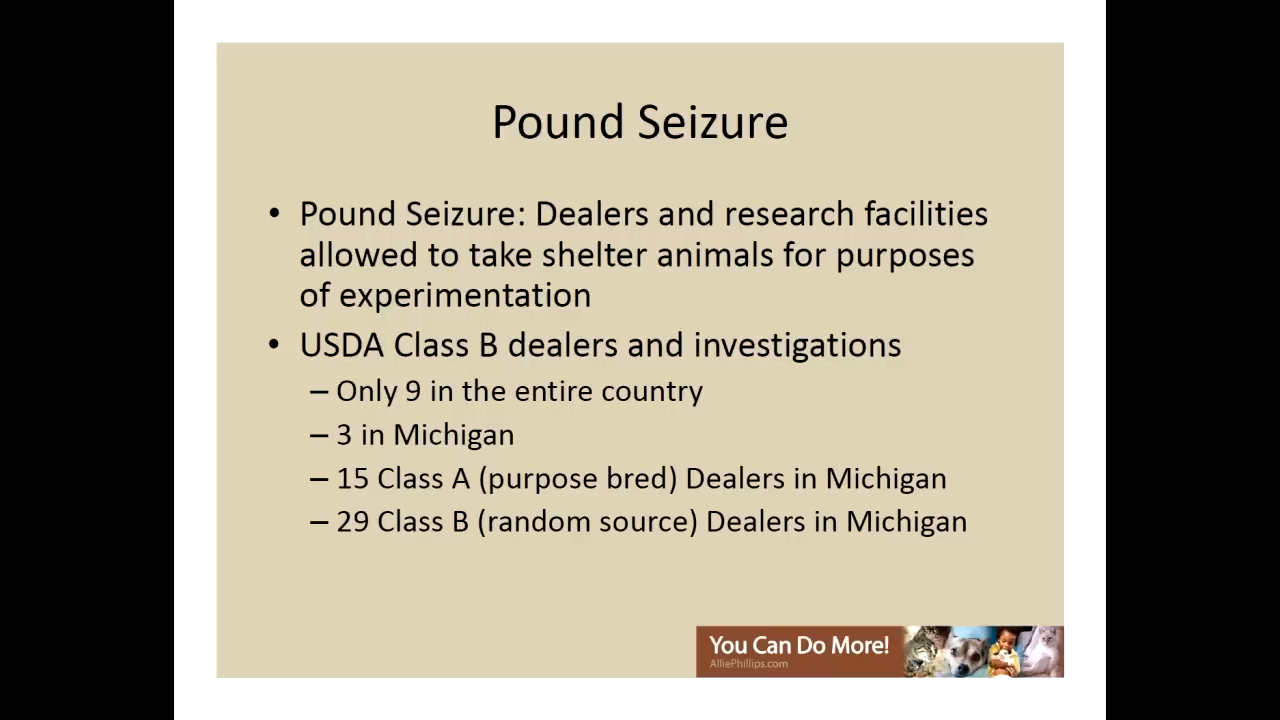 Pound Seizure
• Pound Seizure: Dealers and research facilities
allowed to take shelter animals for purposes
of experimentation
• USDA Class B dealers and investigations
– Only 9 in the entire country
– 3 in Michigan
– 15 Class A (purpose bred) Dealers in Michigan
– 29 Class B (random source) Dealers in Michigan
You Can Do More!
AlliePhillips.com